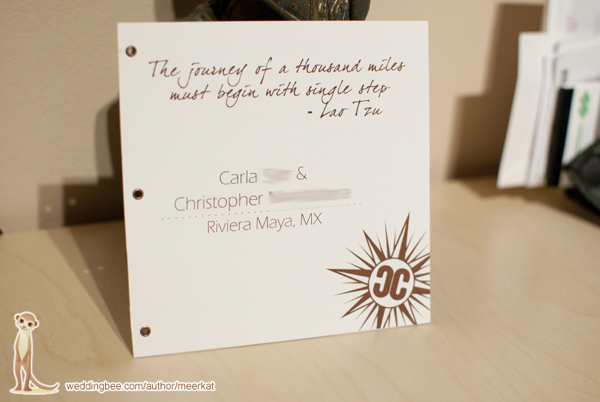 The journey of a thousand miles
must begin with single step
- Lao Tzu
Carla &
Christopher
Riviera Maya, MX
CC
weddingbee.com/author/meerkat